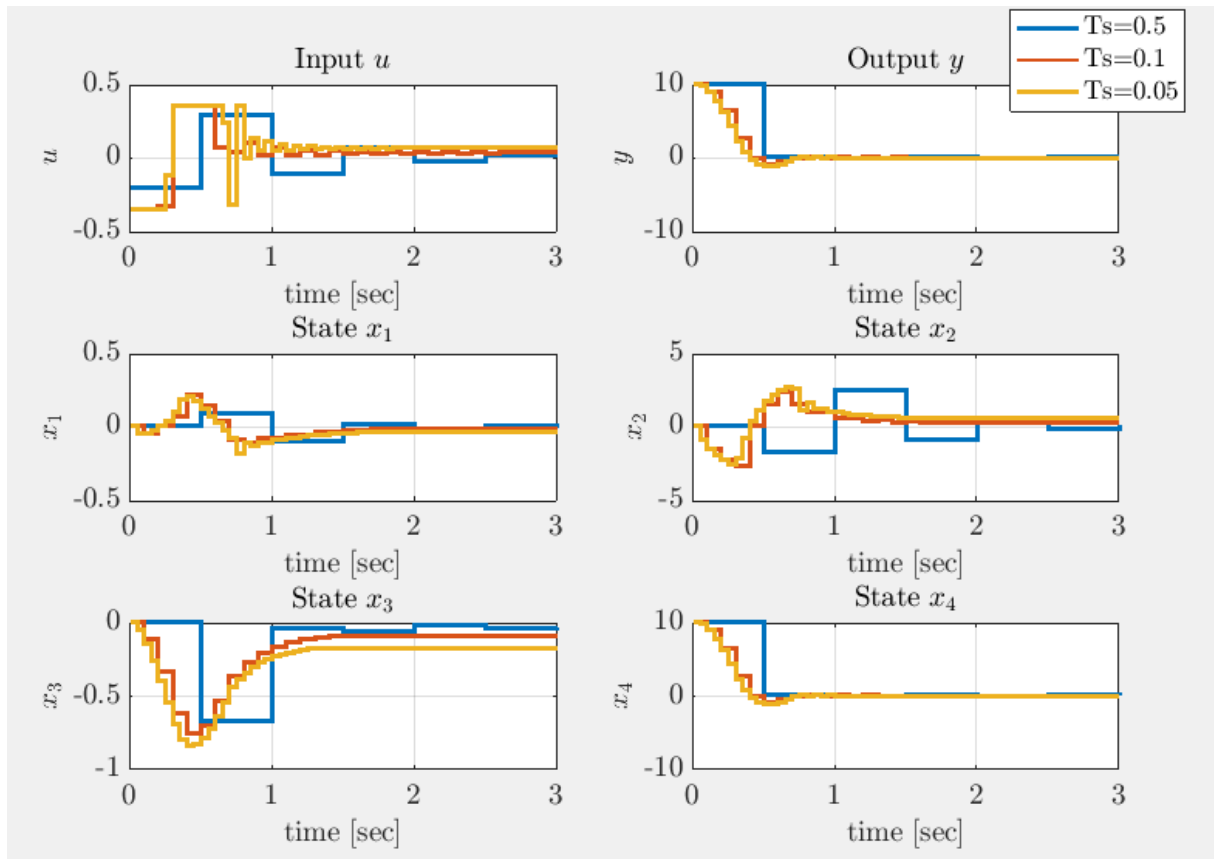 Input u
Output y
Ts=0.5
Ts=0.1
Ts=0.05
0.5
0
-0.5
u
0 1 2 3
time [sec]
10
0
-10
y
0 1 2 3
time [sec]
State x1
0.5
0
-0.5
x1
0 1 2 3
time [sec]
State x2
5
0
-5
x2
0 1 2 3
time [sec]
State x3
0
-0.5
-1
x3
0 1 2 3
time [sec]
State x4
10
0
-10
x4
0 1 2 3
time [sec]